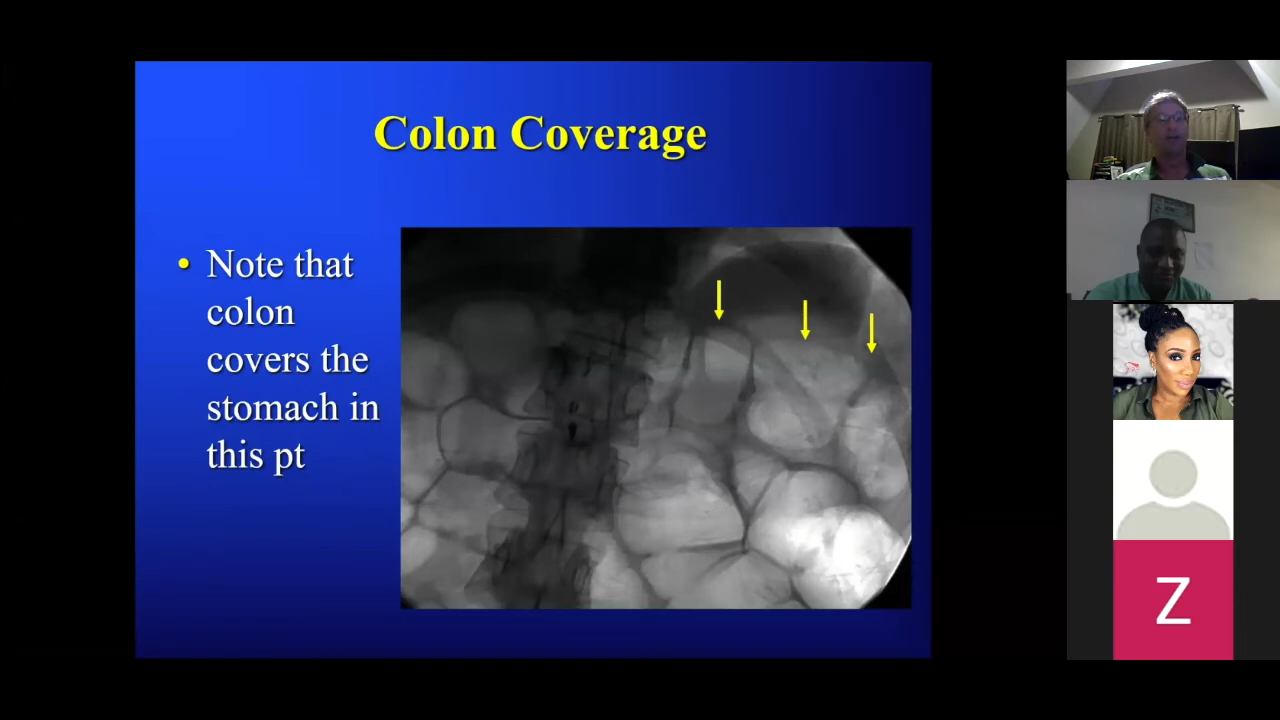 Colon Coverage
• Note that
colon
covers the
stomach in
this pt
Z